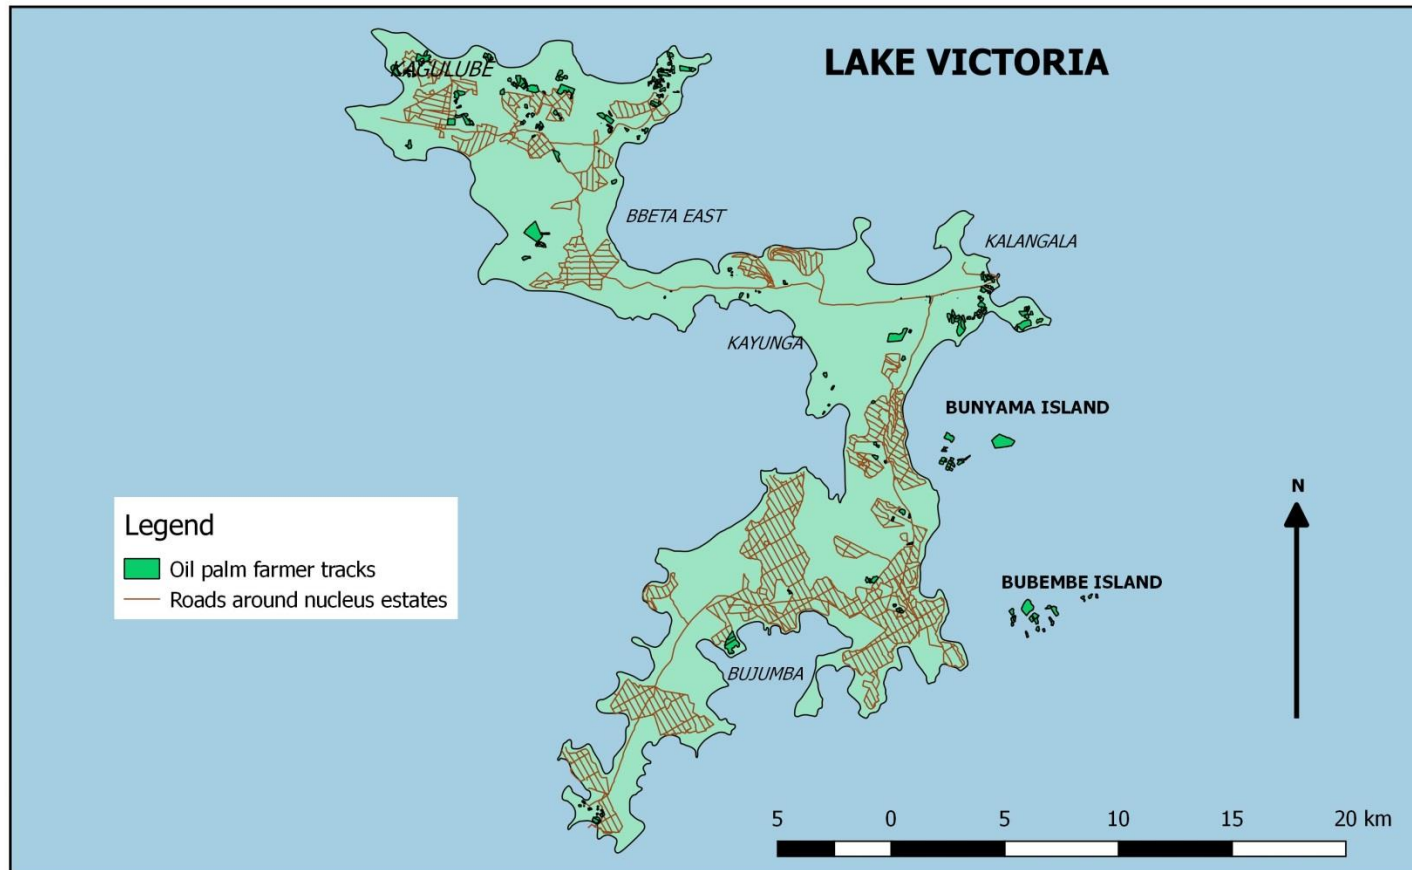 LAKE VICTORIA
KAGULUBE
BBETA EAST
KALANGALA
KAYUNGA
BUNYAMA ISLAND
N
Legend
Oil palm farmer tracks
Roads around nucleus estates
BUBEMBE ISLAND
BUJUMBA
5 0 5 10 15 20 km